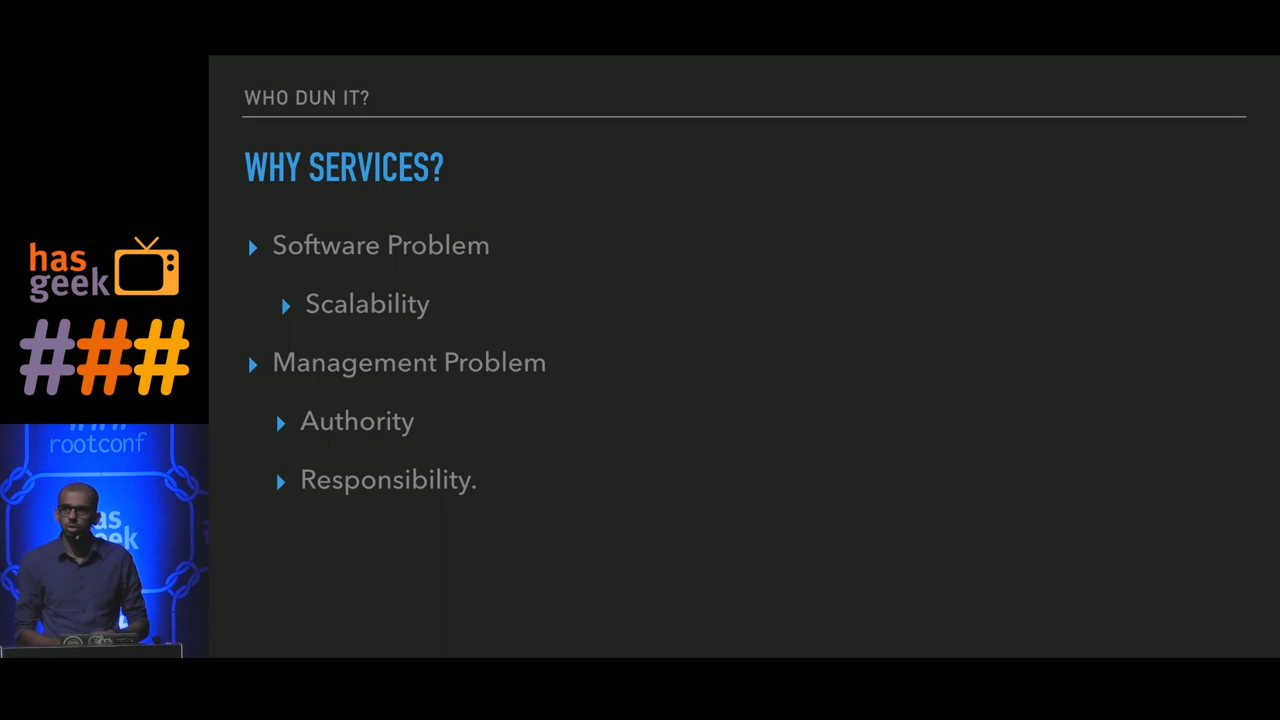 WHO DUN IT?
WHY SERVICES?
Software Problem
Scalability
Management Problem
Authority
Responsibility.
has
geek
###
rootconf